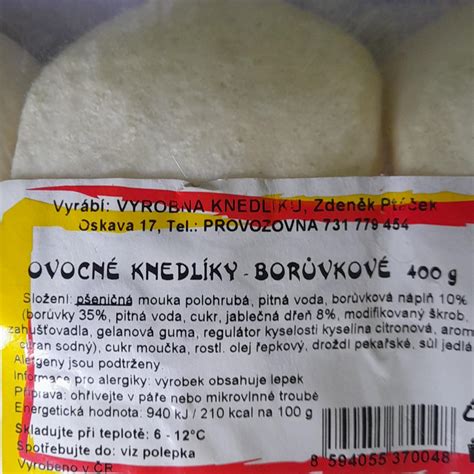 Vyrábí: VÝROBNA KNEDLÍKŮ, Zdeněk Ptáček
Oskava 17, Tel.: PROVOZOVNA 731 779 454
OVOCNÉ KNEDLÍKY - BORŮVKOVÉ 400 g
Složení: pšeničná mouka polohrubá, pitná voda, borůvková náplň 10%
(borůvky 35%, pitná voda, cukr, jablečná dřeň 8%, modifikovaný škrob,
zahušťovadla, gelanová guma, regulátor kyselosti kyselina citronová, arom
citran sodný), cukr moučka, rostl. olej řepkový, droždí pekařské, sůl jedlá
Alergeny jsou podtrženy
Informace pro alergiky: výrobek obsahuje lepek
Příprava: ohřívejte v páře nebo mikrovlnné troubě
Energetická hodnota: 940 kJ / 210 kcal na 100 g
Skladujte při teplotě: 6 - 12°C
Spotřebujte do: viz polepka
Vyrobeno v ČR
8 594055 370048